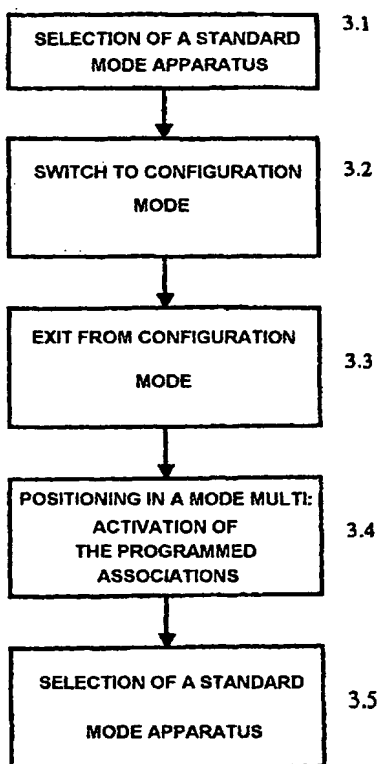 3.1
SELECTION OF A STANDARD
MODE APPARATUS
3.2
SWITCH TO CONFIGURATION
MODE
EXIT FROM CONFIGURATION
3.3
MODE
POSITIONING IN A MODE MULTI:
ACTIVATION OF
3.4
THE PROGRAMMED
ASSOCIATIONS
SELECTION OF A STANDARD
3.5
MODE APPARATUS